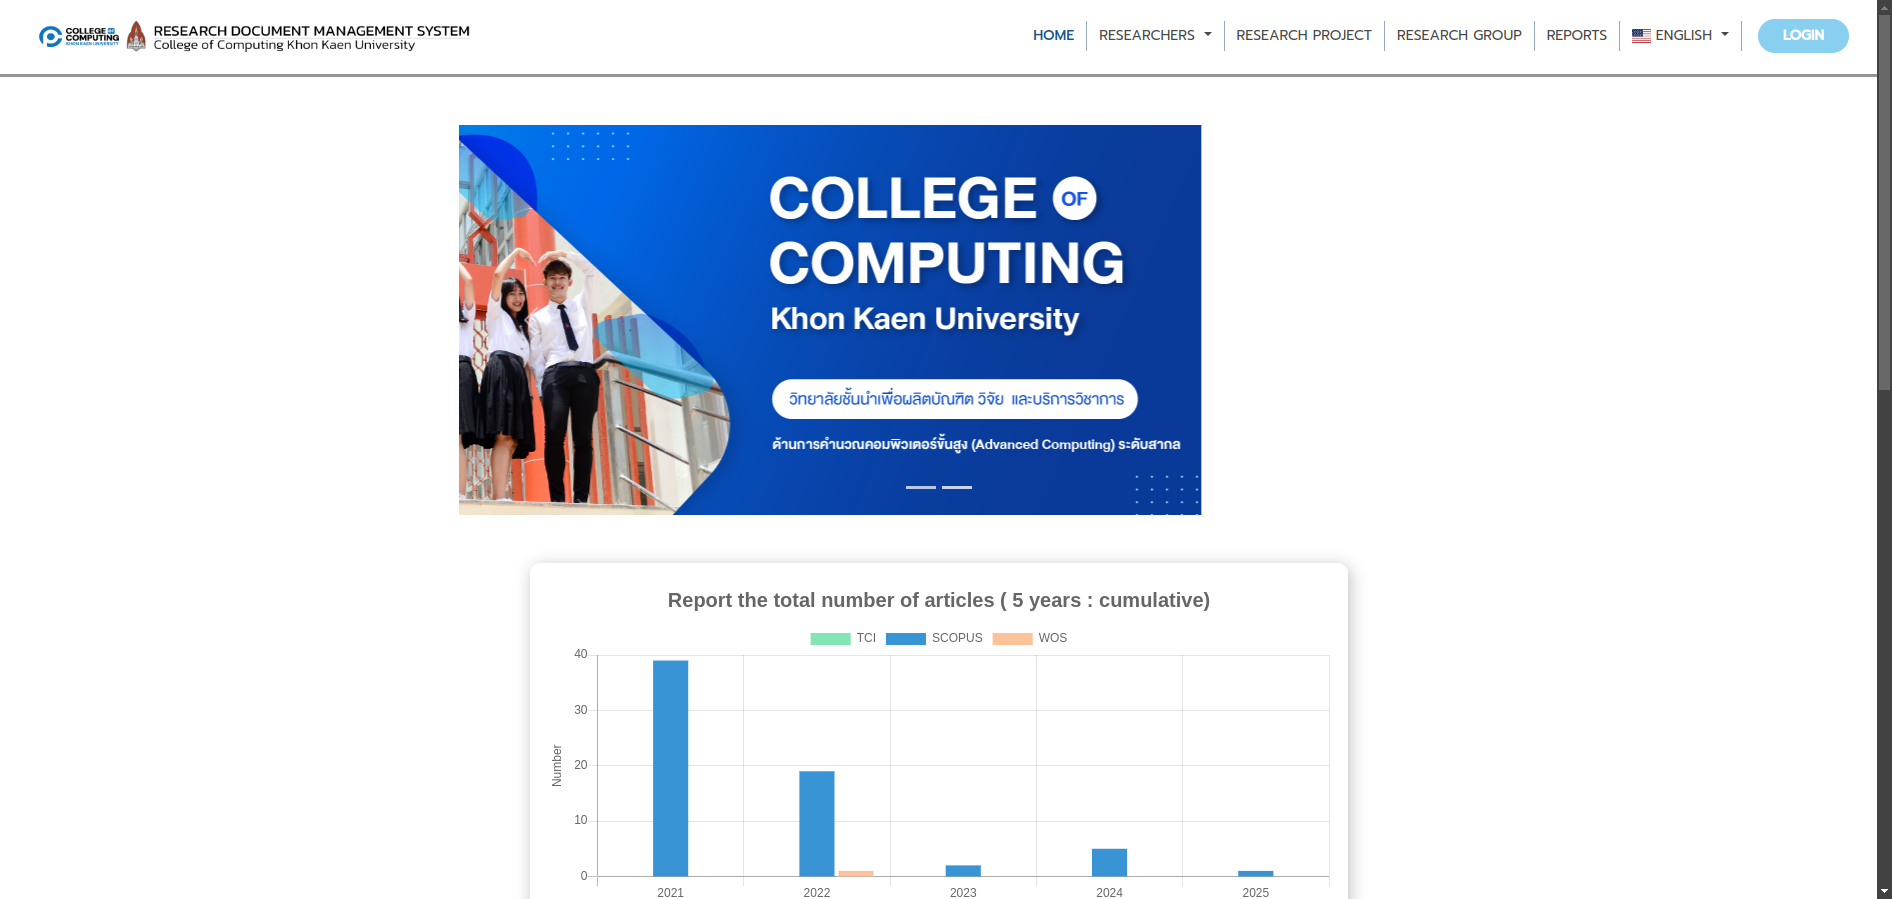 COLLEGE OF
COMPUTING
KHON KAEN UNIVERSITY
RESEARCH DOCUMENT MANAGEMENT SYSTEM
College of Computing Khon Kaen University
HOME
RESEARCHERS
RESEARCH PROJECT
RESEARCH GROUP
REPORTS
ENGLISH
LOGIN
COLLEGE OF
COMPUTING
Khon Kaen University
วิทยาลัยชั้นนำเพื่อผลิตบัณฑิต วิจัย และบริการวิชาการ
ด้านการคำนวณคอมพิวเตอร์ขั้นสูง (Advanced Computing) ระดับสากล
Report the total number of articles ( 5 years : cumulative)
TCI SCOPUS WOS
Number
40
30
20
10
0
2021 2022 2023 2024 2025